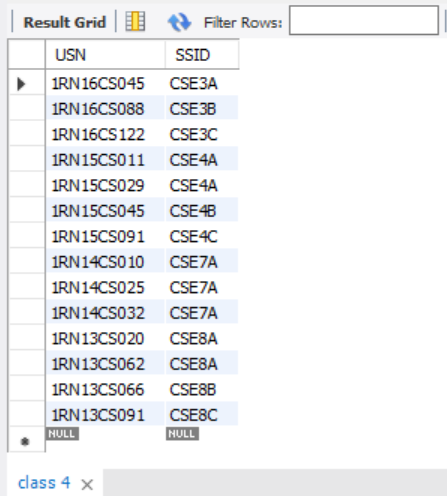 Result Grid Filter Rows:
USN SSID
1RN16CS045 CSE3A
1RN16CS088 CSE3B
1RN16CS122 CSE3C
1RN15CS011 CSE4A
1RN15CS029 CSE4A
1RN15CS045 CSE4B
1RN15CS091 CSE4C
1RN14CS010 CSE7A
1RN14CS025 CSE7A
1RN14CS032 CSE7A
1RN13CS020 CSE8A
1RN13CS062 CSE8A
1RN13CS066 CSE8B
1RN13CS091 CSE8C
NULL NULL
class 4